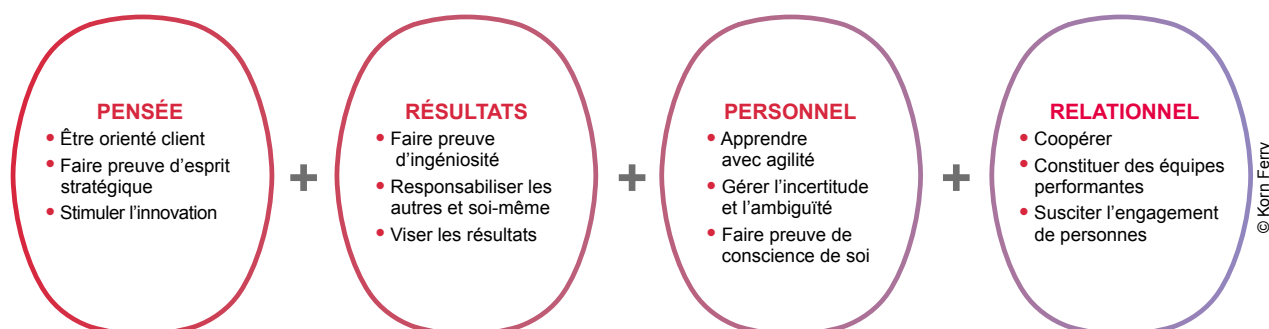 PENSÉE
• Être orienté client
• Faire preuve d'esprit
stratégique
• Stimuler l'innovation
+
RÉSULTATS
• Faire preuve
d'ingéniosité
• Responsabiliser les
autres et soi-même
• Viser les résultats
+
PERSONNEL
• Apprendre
avec agilité
• Gérer l'incertitude
et l'ambiguïté
• Faire preuve de
conscience de soi
+
RELATIONNEL
• Coopérer
• Constituer des équipes
performantes
• Susciter l'engagement
de personnes
© Korn Ferry